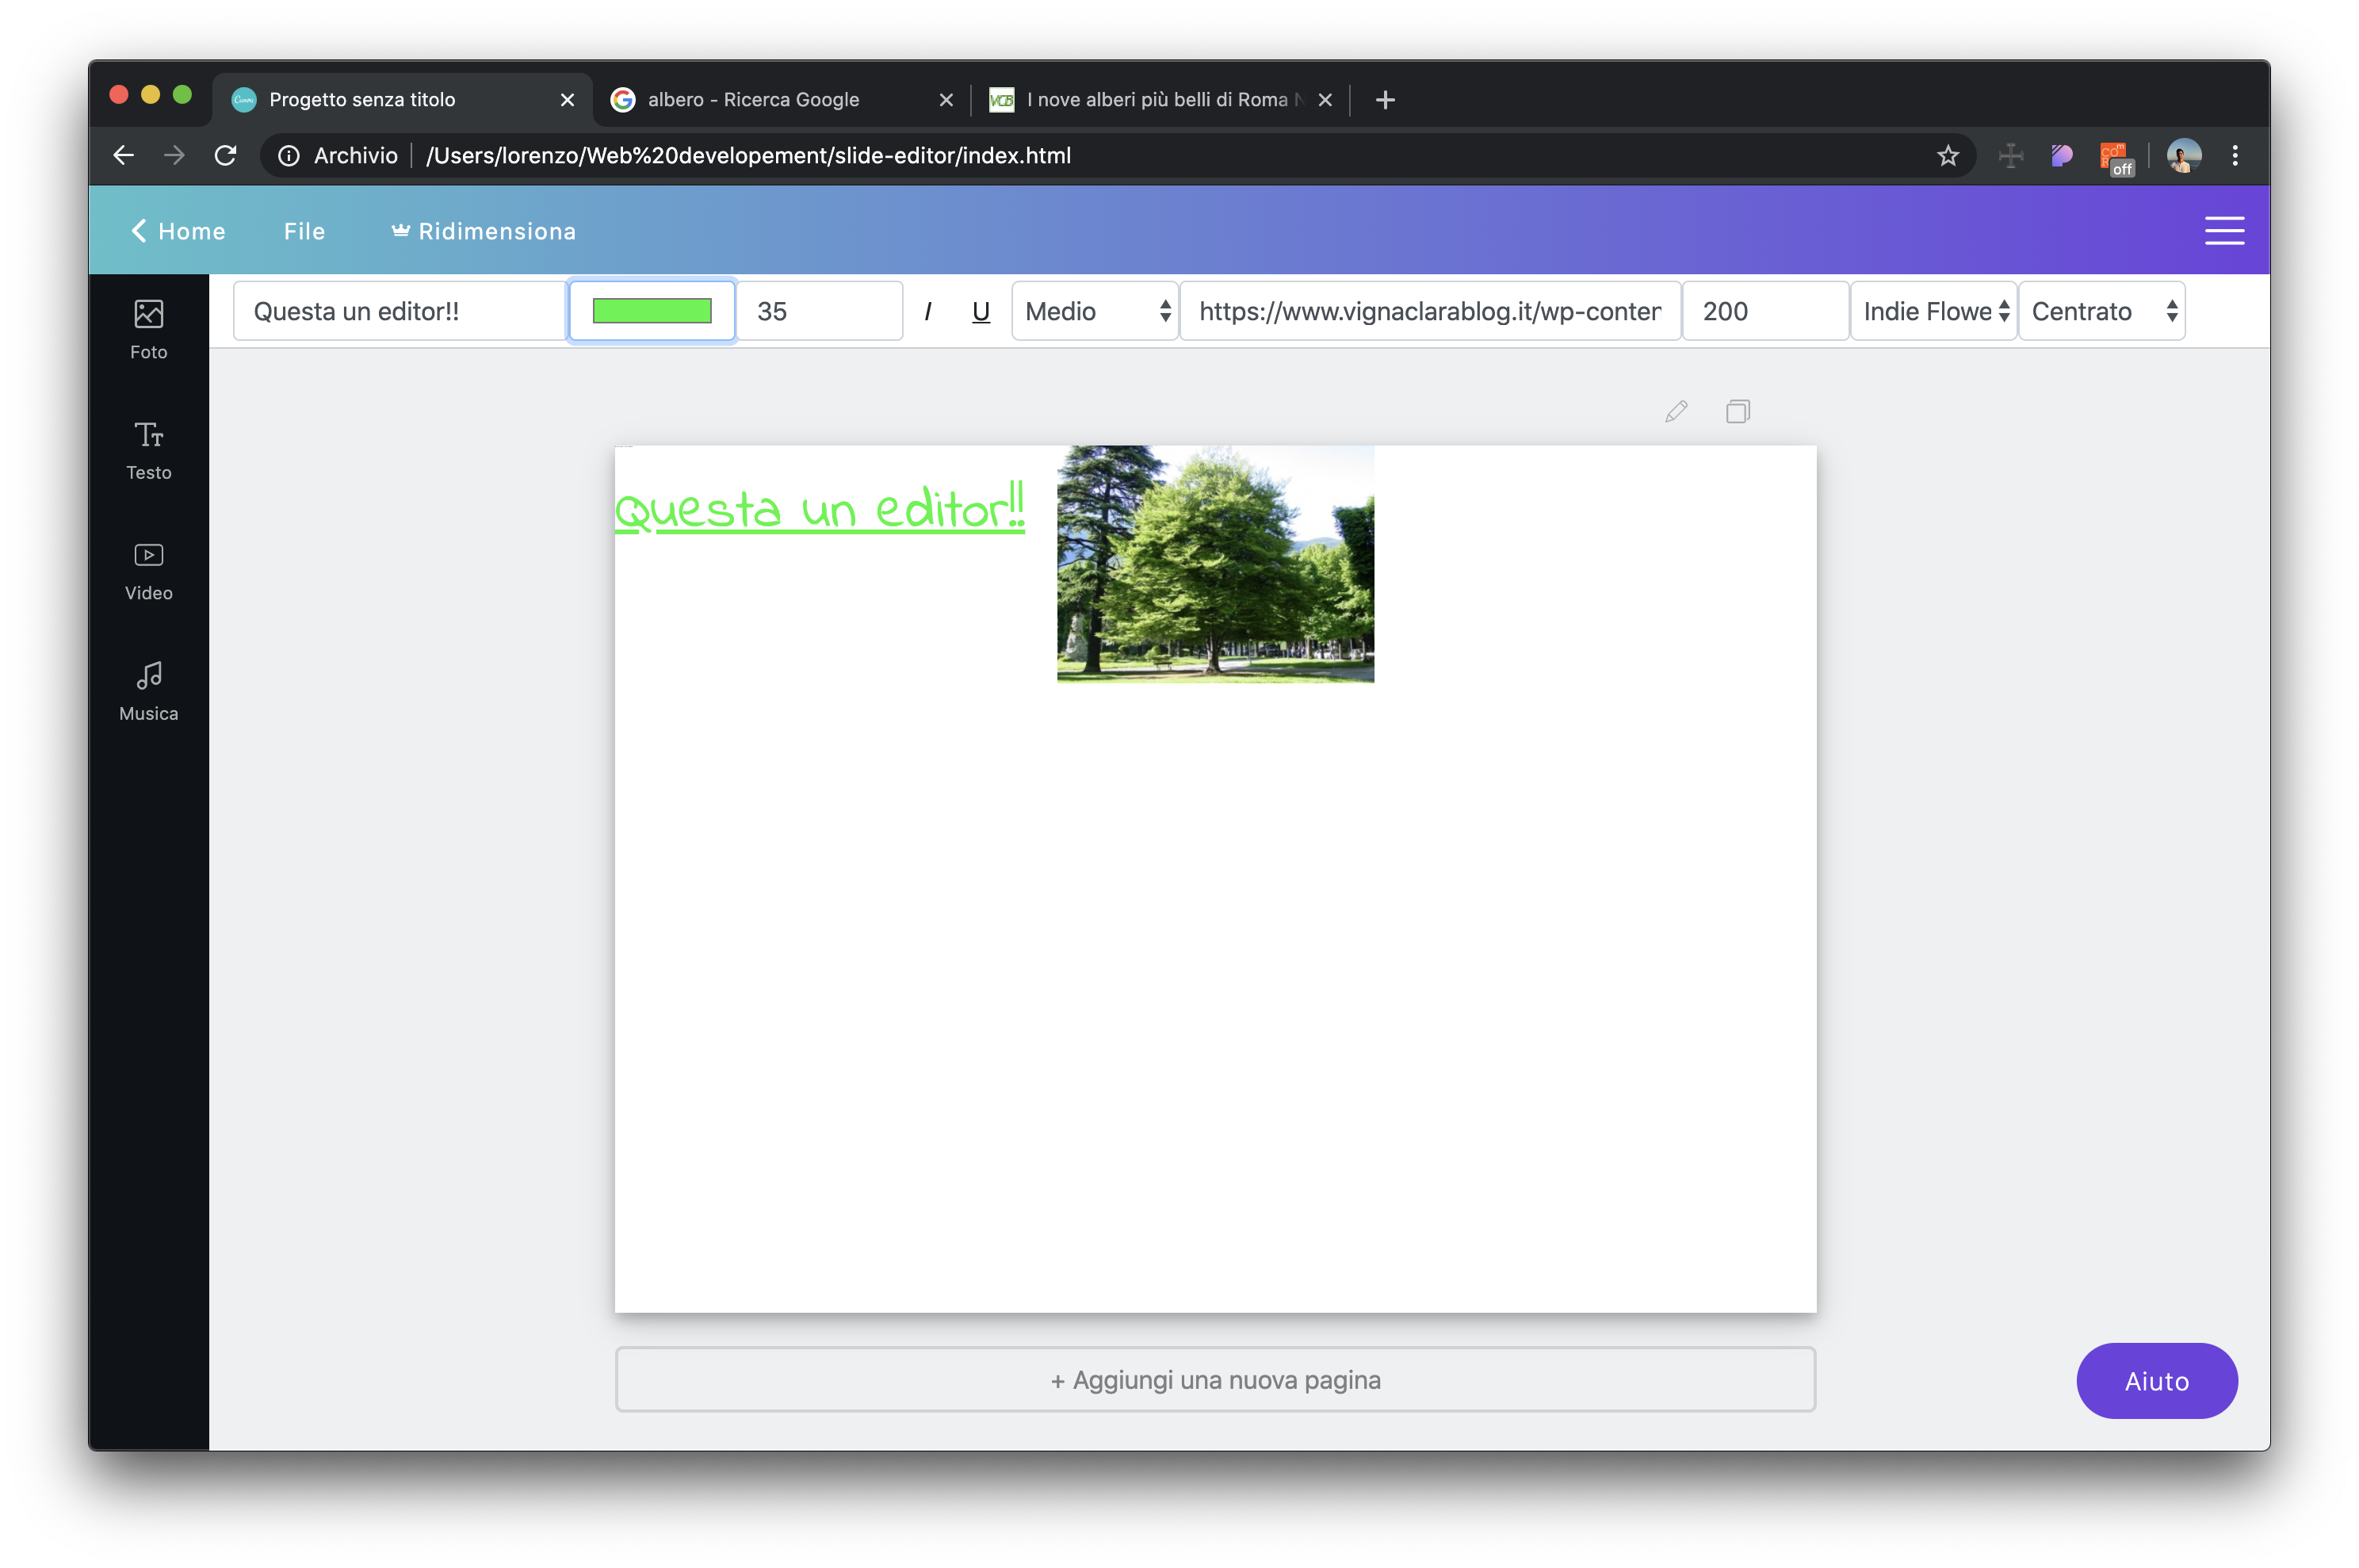 Progetto senza titolo
albero - Ricerca Google
VCB I nove alberi più belli di Roma N
Archivio /Users/lorenzo/Web%20developement/slide-editor/index.html
off
Home File Ridimensiona
Questa un editor!! 35 I U Medio https://www.vignaclarablog.it/wp-conter 200 Indie Flowe Centrato
Foto
Testo
Video
Musica
Questa un editor!!
+ Aggiungi una nuova pagina
Aiuto